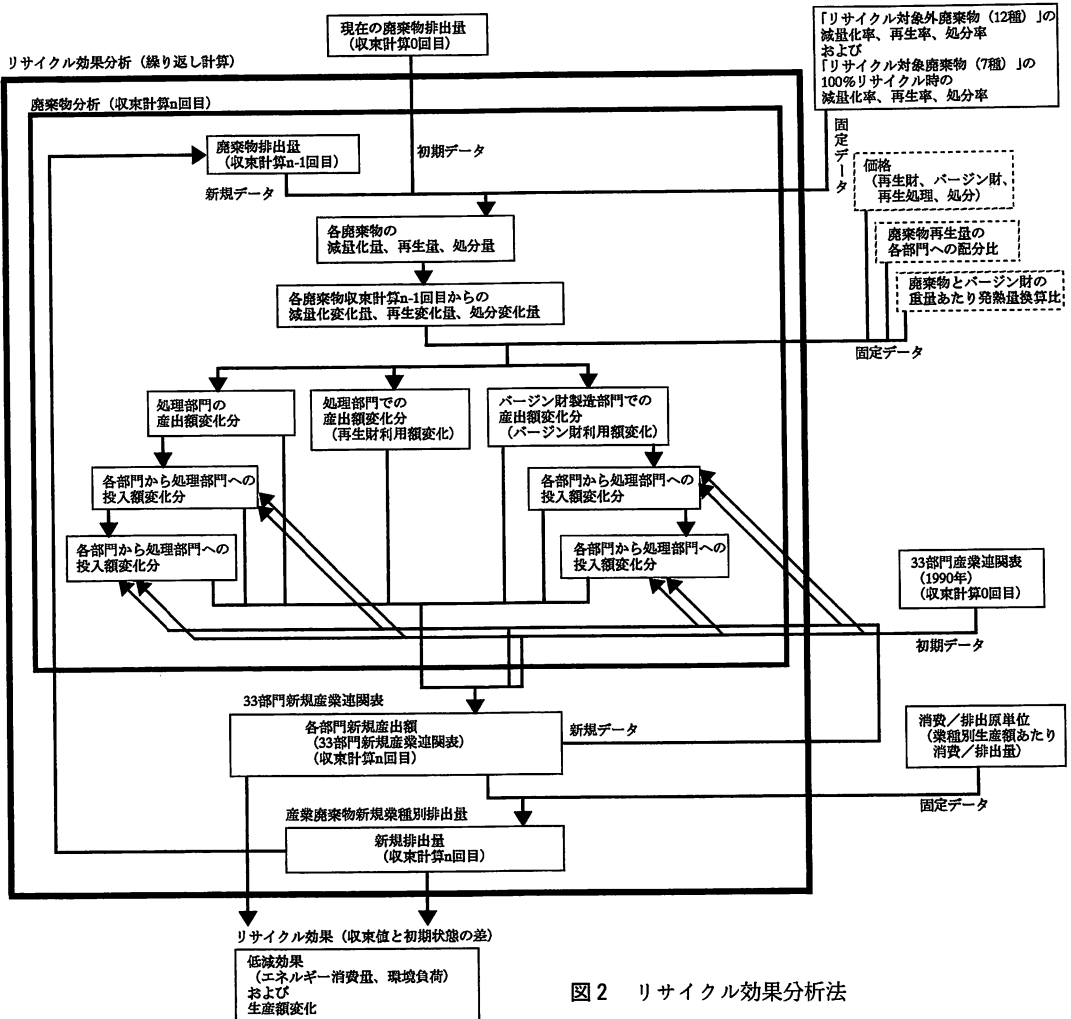 現在の廃棄物排出量
(収束計算0回目)
「リサイクル対象外廃棄物(12種)」の
減量化率、再生率、処分率
および
「リサイクル対象廃棄物(7種)」の
100%リサイクル時の
減量化率、再生率、処分率
リサイクル効果分析(繰り返し計算)
廃棄物分析(収束計算n回目)
廃棄物排出量
(収束計算n-1回目)
初期データ
固定データ
新規データ
価格
(再生財、バージン財、
再生処理、処分)
各廃棄物の
減量化量、再生量、処分量
廃棄物再生量の
各部門への配分比
各廃棄物収束計算n-1回目からの
減量化変化量、再生変化量、処分変化量
廃棄物とバージン財の
重量あたり発熱量換算比
固定データ
処理部門の
産出額変化分
処理部門での
産出額変化分
(再生財利用額変化)
バージン財製造部門での
産出額変化分
(バージン財利用額変化)
各部門から処理部門への
投入額変化分
各部門から処理部門への
投入額変化分
各部門から処理部門への
投入額変化分
各部門から処理部門への
投入額変化分
33部門産業連関表
(1990年)
(収束計算0回目)
初期データ
33部門新規産業連関表
各部門新規産出額
(33部門新規産業連関表)
(収束計算n回目)
新規データ
消費/排出原単位
(業種別生産額あたり
消費/排出量)
固定データ
産業廃棄物新規業種別排出量
新規排出量
(収束計算n回目)
リサイクル効果(収束値と初期状態の差)
低減効果
(エネルギー消費量、環境負荷)
および
生産額変化
図2 リサイクル効果分析法